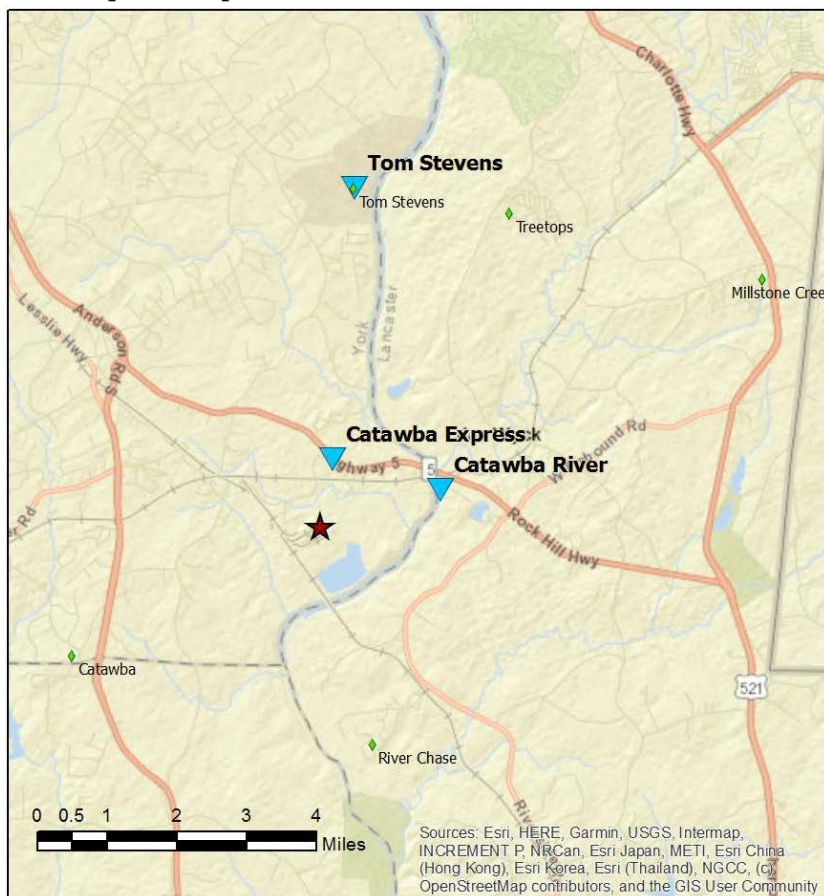 Charlotte Hwy
Tom Stevens
Tom Stevens
Treetops
Millstone Cree
Lesslie Hwy
Anderson Rd S
York
Lancaster
Catawba Express
ighway 5
5
Catawba River
Rock Hill Hwy
er Rd
Catawba
521
River Chase
0 0.5 1 2 3 4
Miles
Sources: Esri, HERE, Garmin, USGS, Intermap,
INCREMENT P, NRCan, Esri Japan, METI, Esri China
(Hong Kong), Esri Korea, Esri (Thailand), NGCC, (c)
OpenStreetMap contributors, and the GIS User Community